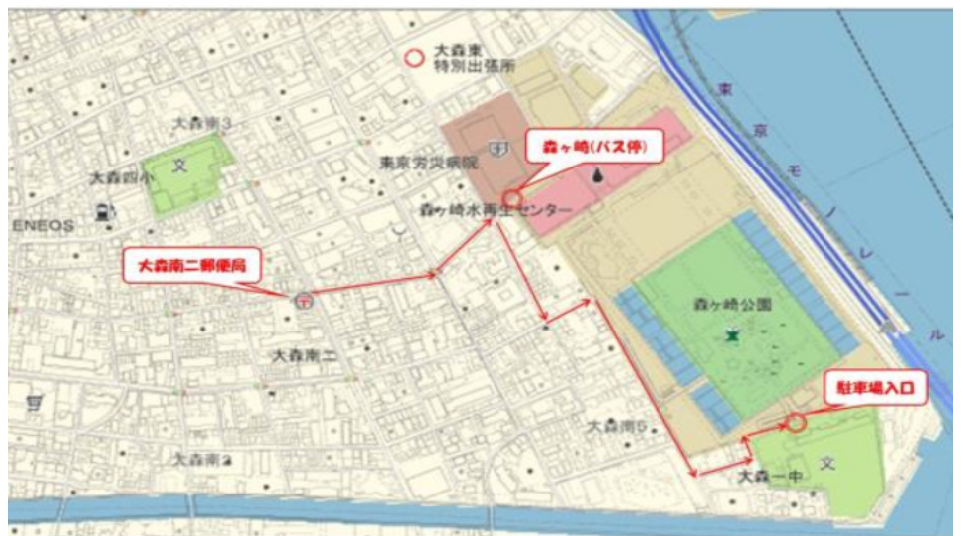 大森東
特別出張所
大森南3
森ヶ崎(バス停)
東京労災病院
大森四小
文
森ヶ崎水再生センター
ENEOS
大森南二郵便局
東京モノレール
森ヶ崎公園
大森南二
駐車場入口
大森南5
大森南2
大森一中
文